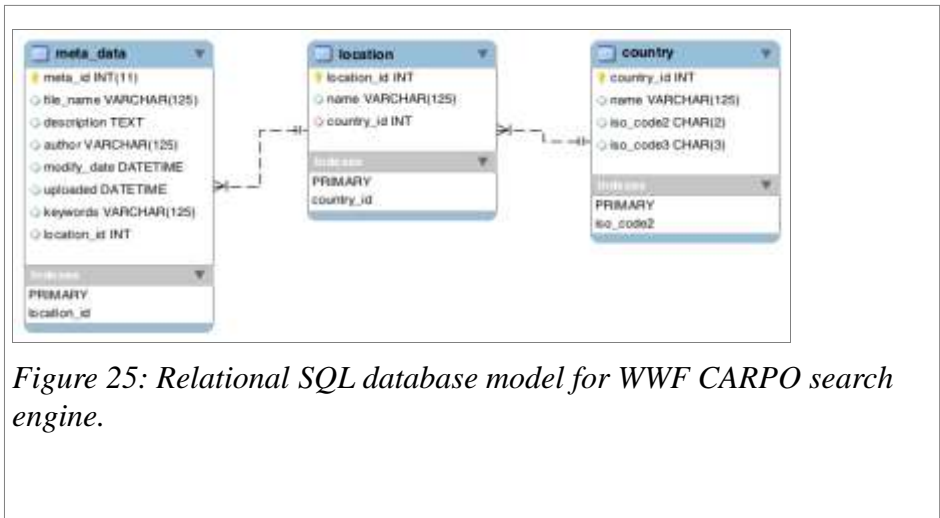 meta_data
meta_id INT(11)
file_name VARCHAR(125)
description TEXT
author VARCHAR(125)
modify_date DATETIME
uploaded DATETIME
keywords VARCHAR(125)
location_id INT
Indexes
PRIMARY
location_id
location
location_id INT
name VARCHAR(125)
country_id INT
Indexes
PRIMARY
country_id
country
country_id INT
name VARCHAR(125)
iso_code2 CHAR(2)
iso_code3 CHAR(3)
Indexes
PRIMARY
iso_code2
Figure 25: Relational SQL database model for WWF CARPO search
engine.